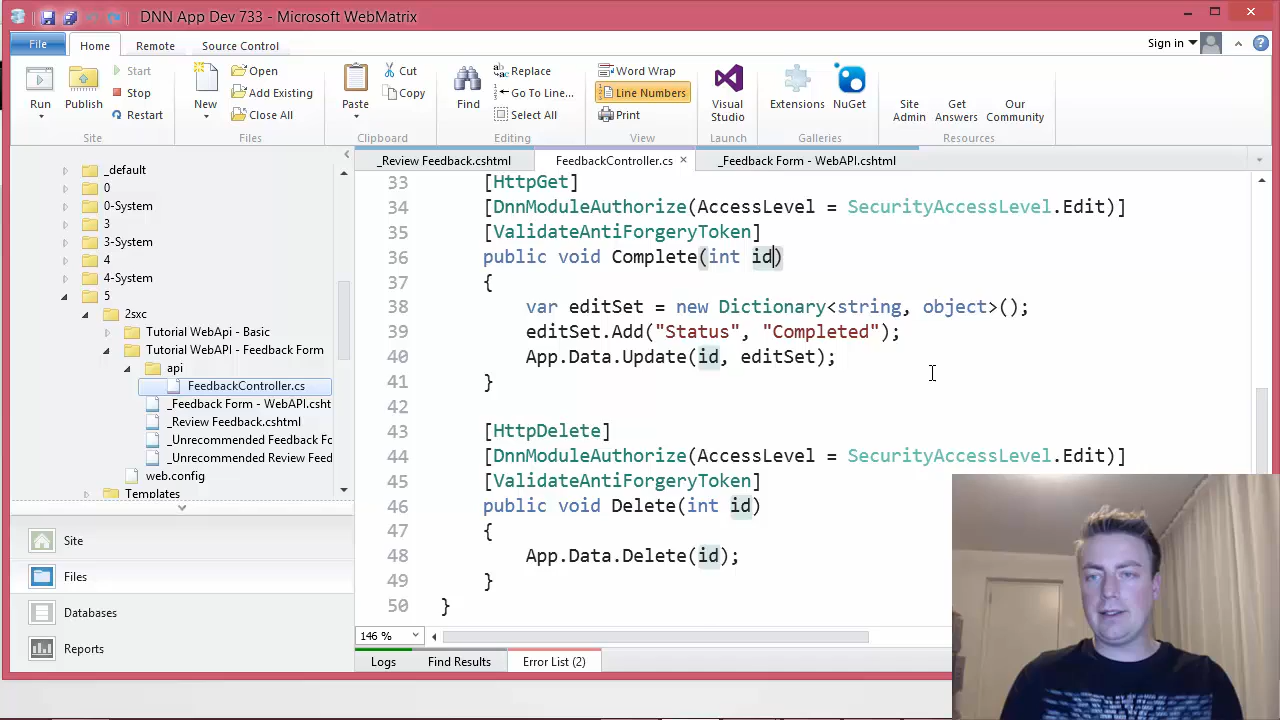 DNN App Dev 733 - Microsoft WebMatrix
File Home Remote Source Control Sign in
Run Publish Start Stop Restart Site
New Open Add Existing Close All Files
Paste Cut Copy Clipboard
Find Replace Go To Line... Select All Editing
Word Wrap Line Numbers Print View
Visual Studio Launch
Extensions NuGet Galleries
Site Admin Get Answers Our Community Resources
_default
0
0-System
3
3-System
4
4-System
5
2sxc
Tutorial WebApi - Basic
Tutorial WebAPI - Feedback Form
api
FeedbackController.cs
_Feedback Form - WebAPI.csht
_Review Feedback.cshtml
_Unrecommended Feedback Fc
_Unrecommended Review Feed
web.config
Templates
Site
Files
Databases
Reports
_Review Feedback.cshtml FeedbackController.cs _Feedback Form - WebAPI.cshtml
33 [HttpGet]
34 [DnnModuleAuthorize(AccessLevel = SecurityAccessLevel.Edit)]
35 [ValidateAntiForgeryToken]
36 public void Complete(int id)
37 {
38 var editSet = new Dictionary<string, object>();
39 editSet.Add("Status", "Completed");
40 App.Data.Update(id, editSet);
41 }
42
43 [HttpDelete]
44 [DnnModuleAuthorize(AccessLevel = SecurityAccessLevel.Edit)]
45 [ValidateAntiForgeryToken]
46 public void Delete(int id)
47 {
48 App.Data.Delete(id);
49 }
50 }
146 %
Logs Find Results Error List (2)